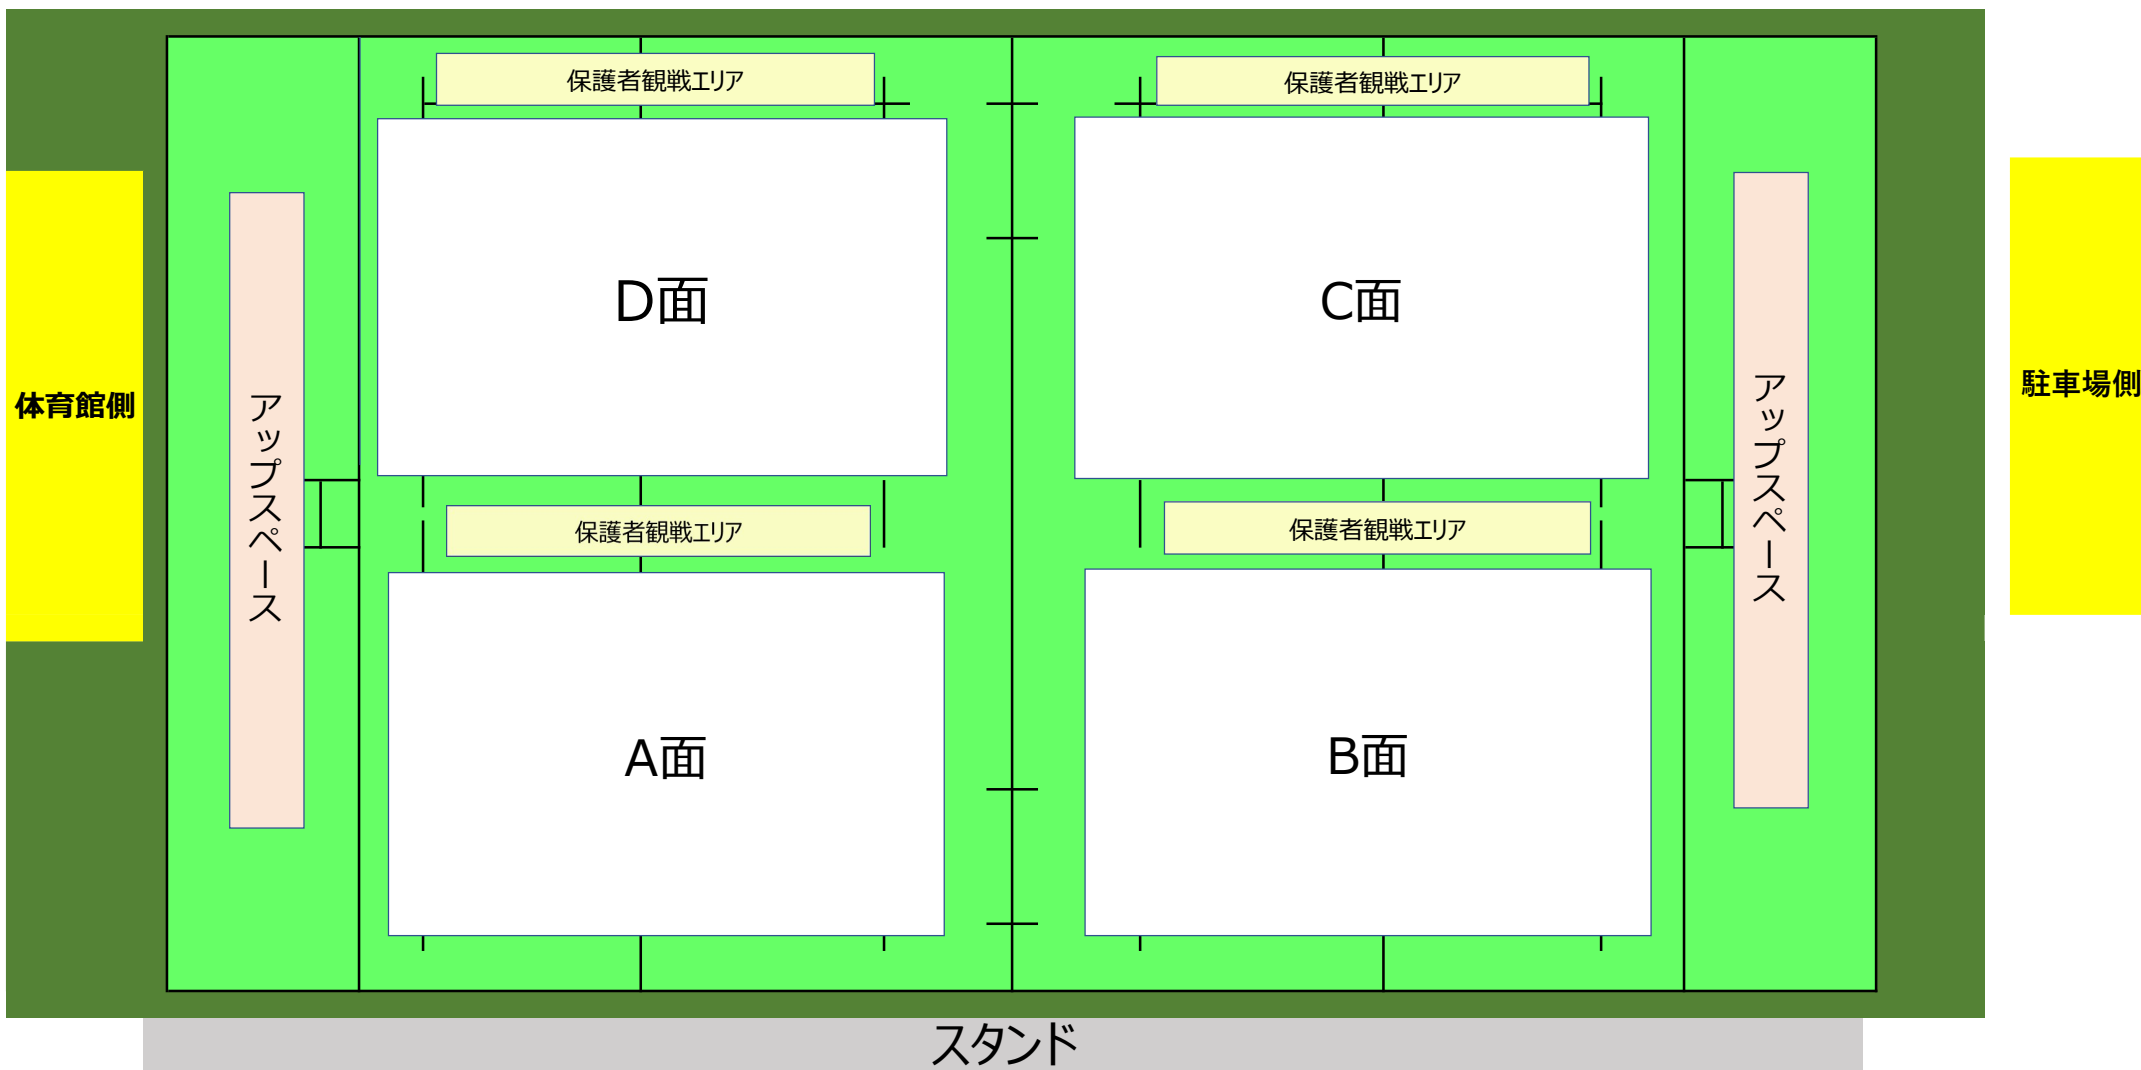 保護者観戦エリア
保護者観戦エリア
D面
C面
体育館側
アップスペース
アップスペース
駐車場側
保護者観戦エリア
保護者観戦エリア
A面
B面
スタンド